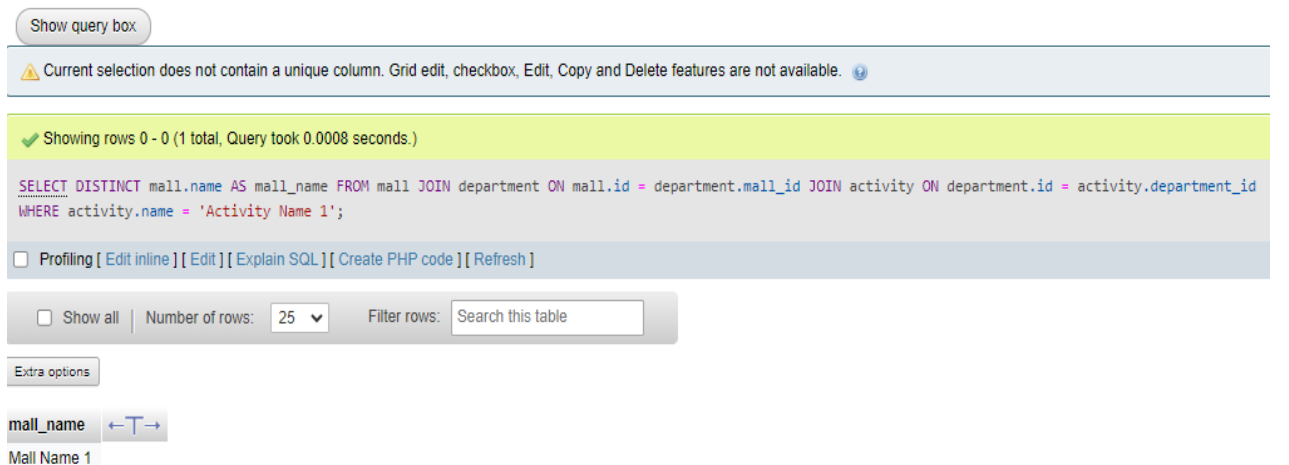 Show query box
Current selection does not contain a unique column. Grid edit, checkbox, Edit, Copy and Delete features are not available.
Showing rows 0 - 0 (1 total, Query took 0.0008 seconds.)
SELECT DISTINCT mall.name AS mall_name FROM mall JOIN department ON mall.id = department.mall_id JOIN activity ON department.id = activity.department_id
WHERE activity.name = 'Activity Name 1';
Profiling [ Edit inline ] [ Edit ] [ Explain SQL ] [ Create PHP code ] [ Refresh ]
Show all | Number of rows: 25 Filter rows: Search this table
Extra options
mall_name ←T→
Mall Name 1